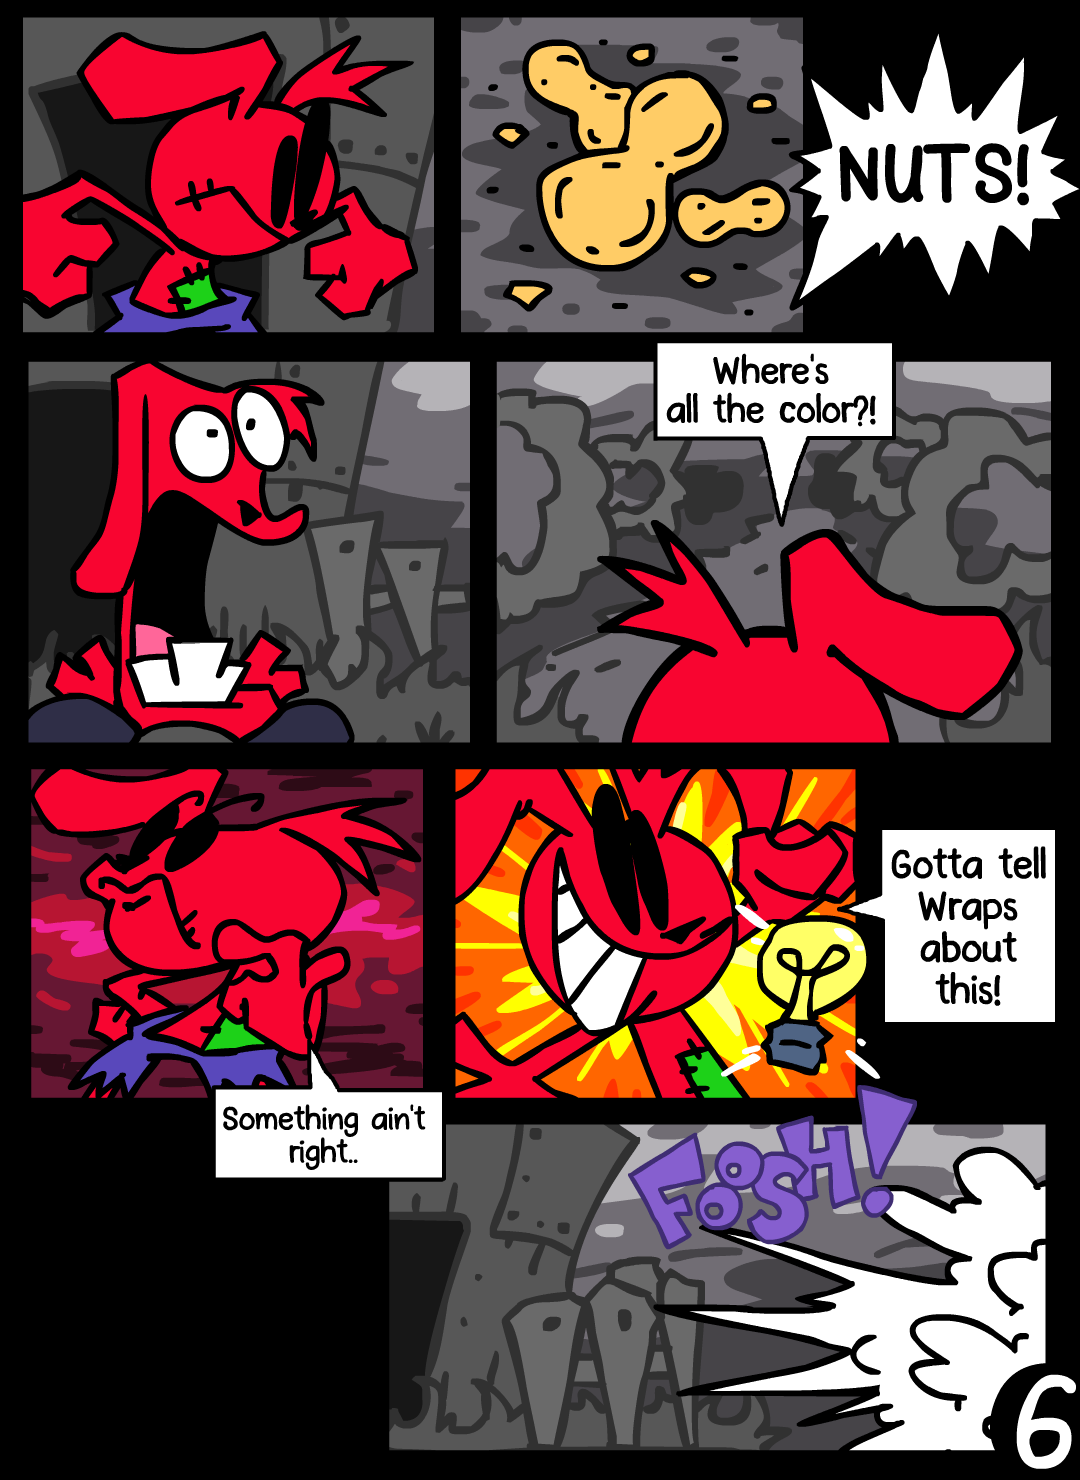 NUTS!
Where's
all the color?!
Something ain't
right..
Gotta tell
Wraps
about
this!
FOOSH!
6